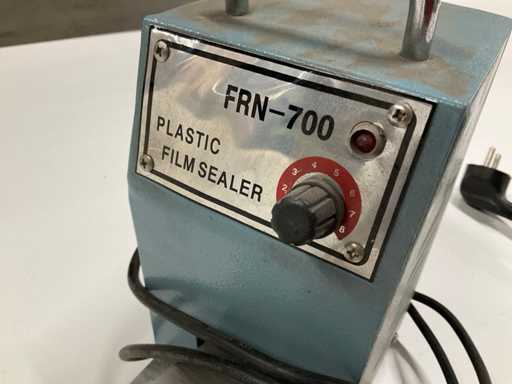 FRN-700
PLASTIC
FILM SEALER
2 3 4 5 6 7 8